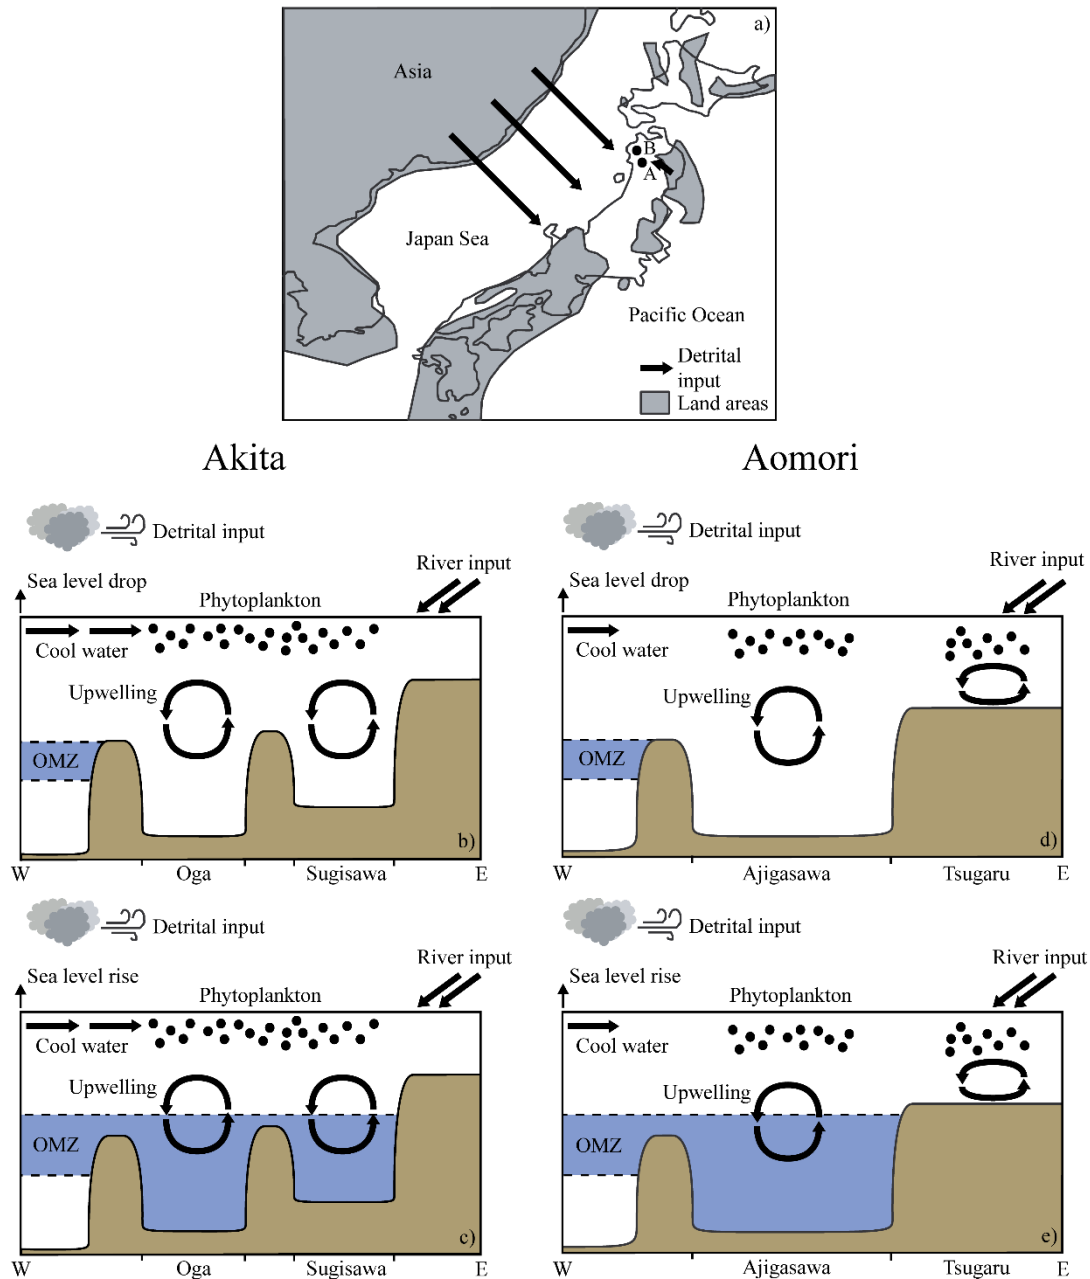 a)
Asia
B
A
Japan Sea
Pacific Ocean
Detrital
input
Land areas
Akita
Detrital input
River input
Sea level drop
Phytoplankton
Cool water
Upwelling
OMZ
b)
W
Oga
Sugisawa
E
Aomori
Detrital input
River input
Sea level drop
Phytoplankton
Cool water
Upwelling
OMZ
d)
W
Ajigasawa
Tsugaru
E
Detrital input
River input
Sea level rise
Phytoplankton
Cool water
Upwelling
OMZ
c)
W
Oga
Sugisawa
E
Detrital input
River input
Sea level rise
Phytoplankton
Cool water
Upwelling
OMZ
e)
W
Ajigasawa
Tsugaru
E